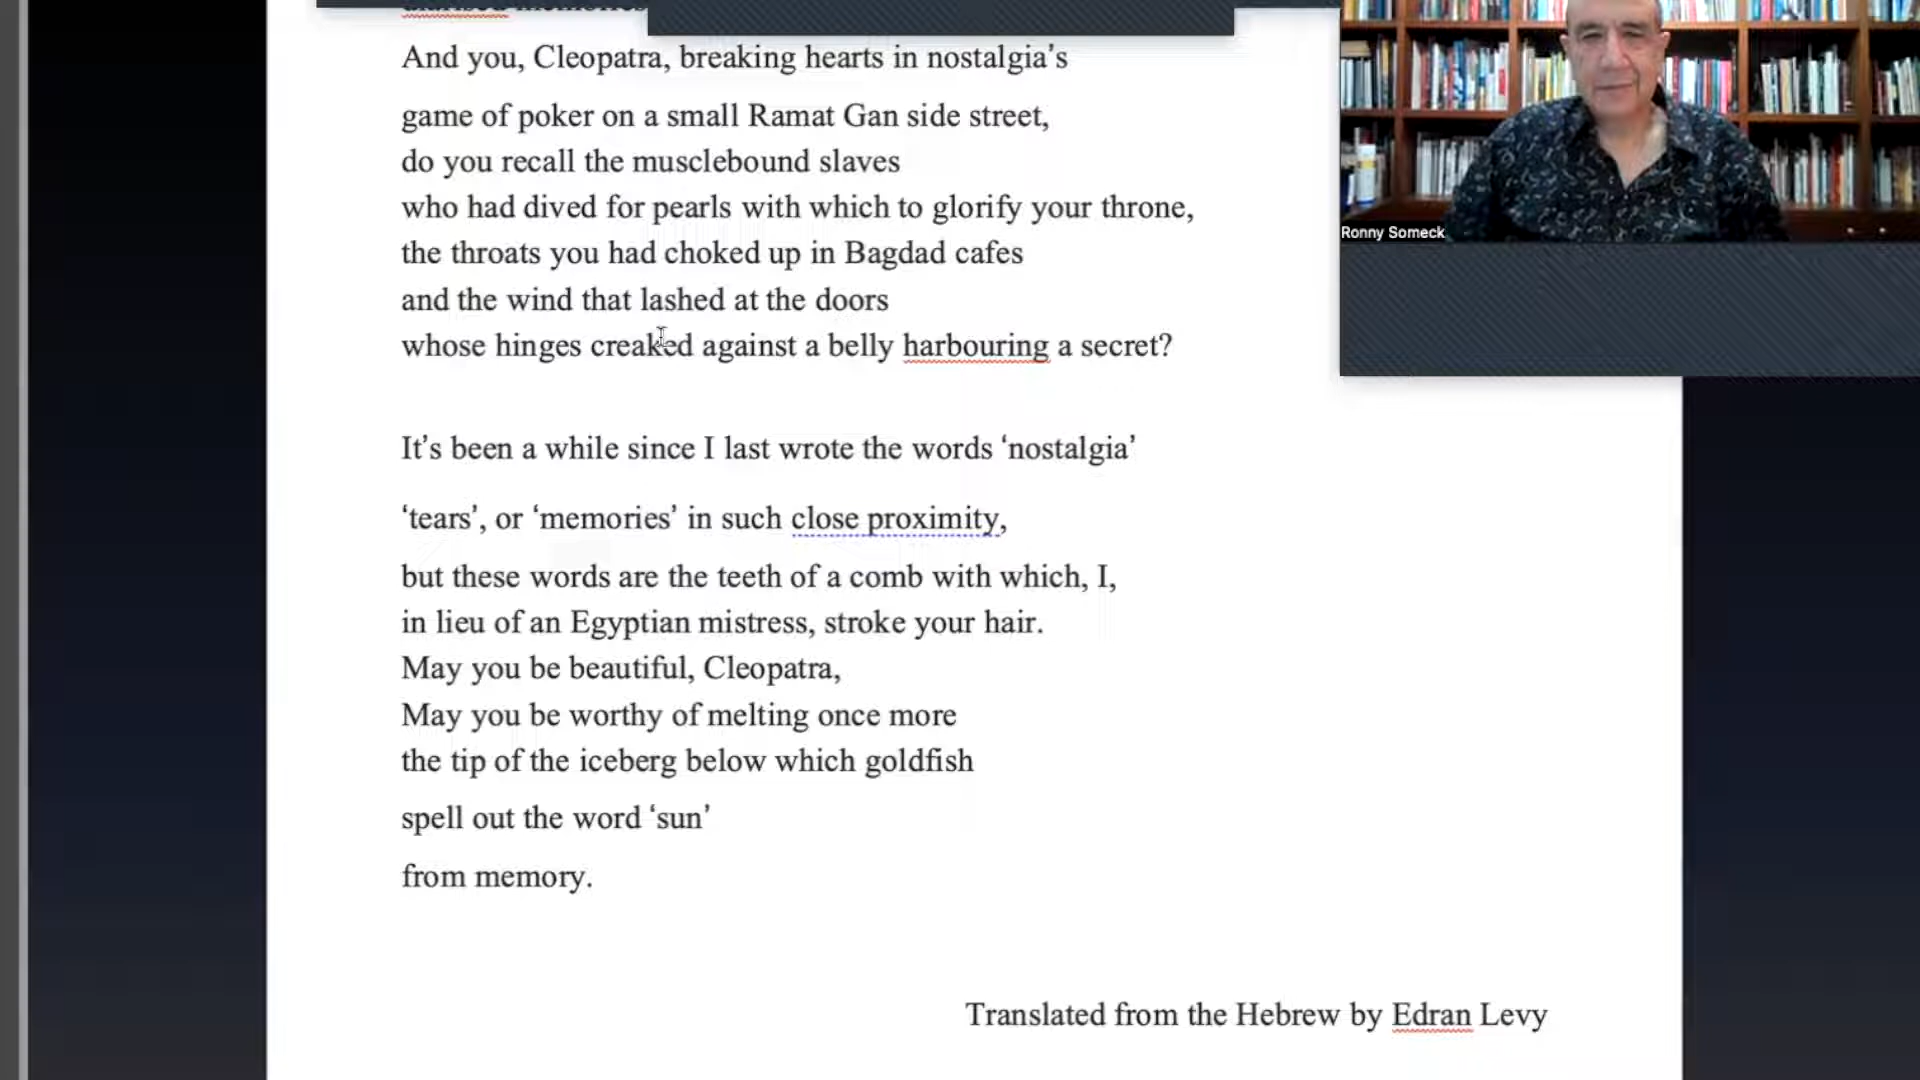 And you, Cleopatra, breaking hearts in nostalgia’s
game of poker on a small Ramat Gan side street,
do you recall the musclebound slaves
who had dived for pearls with which to glorify your throne,
the throats you had choked up in Bagdad cafes
and the wind that lashed at the doors
whose hinges creaked against a belly harbouring a secret?
It’s been a while since I last wrote the words ‘nostalgia’
‘tears’, or ‘memories’ in such close proximity,
but these words are the teeth of a comb with which, I,
in lieu of an Egyptian mistress, stroke your hair.
May you be beautiful, Cleopatra,
May you be worthy of melting once more
the tip of the iceberg below which goldfish
spell out the word ‘sun’
from memory.
Translated from the Hebrew by Edran Levy
Ronny Someck